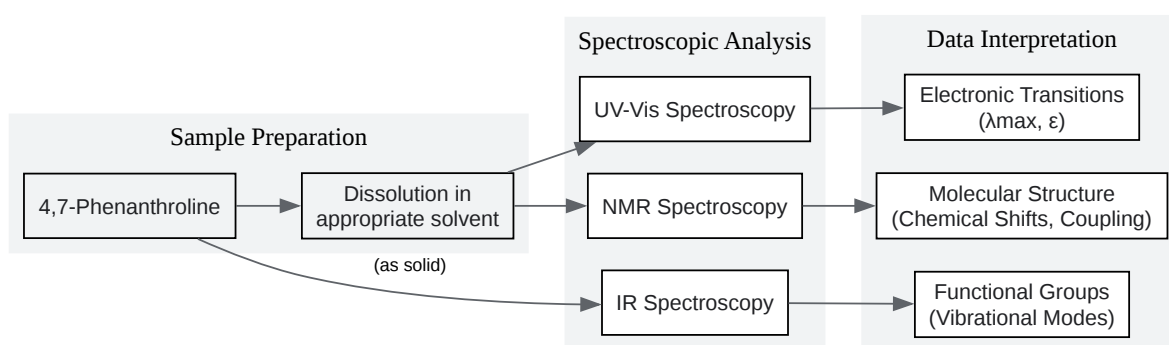 Sample Preparation
4,7-Phenanthroline
Dissolution in
appropriate solvent
(as solid)
Spectroscopic Analysis
UV-Vis Spectroscopy
NMR Spectroscopy
IR Spectroscopy
Data Interpretation
Electronic Transitions
(λmax, ε)
Molecular Structure
(Chemical Shifts, Coupling)
Functional Groups
(Vibrational Modes)